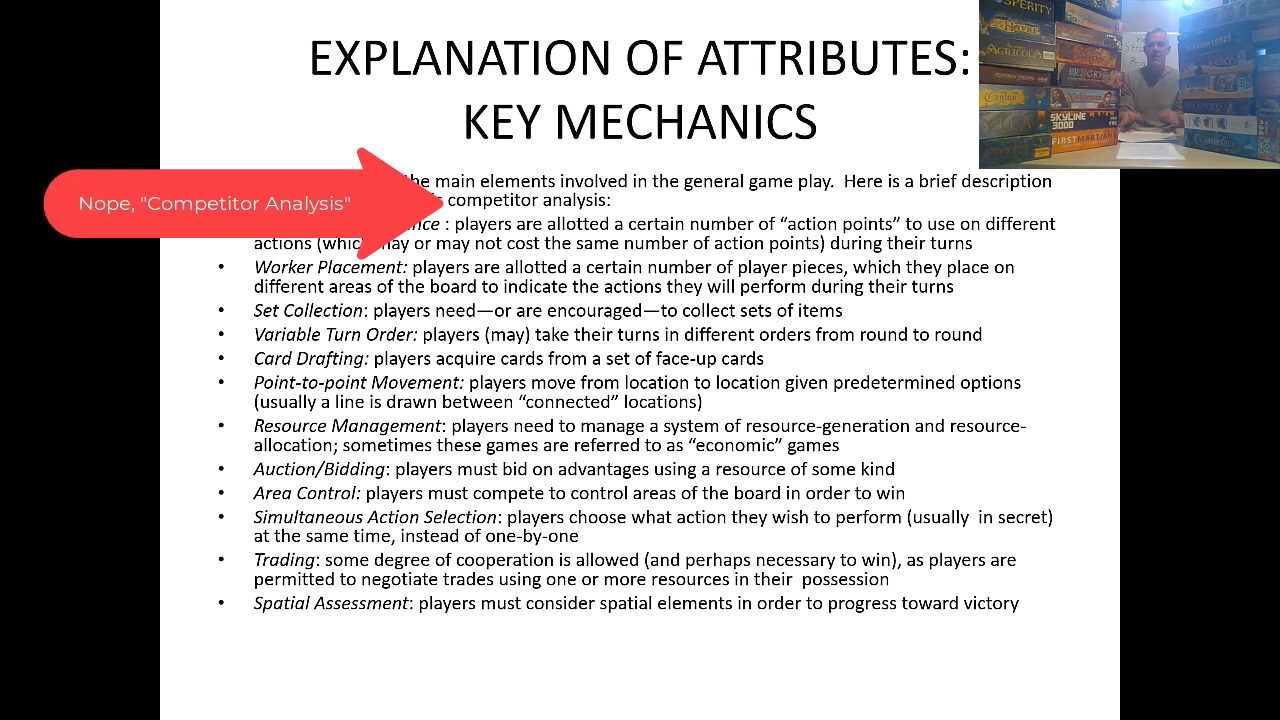 EXPLANATION OF ATTRIBUTES:
KEY MECHANICS
SPERITY
AGRICOLA
Caylus
SKYLINE
3000
FIRST MARTIANS
Nope, "Competitor Analysis"
the main elements involved in the general game play. Here is a brief description
competitor analysis:
: players are allotted a certain number of “action points” to use on different
actions (which may or may not cost the same number of action points) during their turns
• Worker Placement: players are allotted a certain number of player pieces, which they place on
different areas of the board to indicate the actions they will perform during their turns
• Set Collection: players need—or are encouraged—to collect sets of items
• Variable Turn Order: players (may) take their turns in different orders from round to round
• Card Drafting: players acquire cards from a set of face-up cards
• Point-to-point Movement: players move from location to location given predetermined options
(usually a line is drawn between “connected” locations)
• Resource Management: players need to manage a system of resource-generation and resource-
allocation; sometimes these games are referred to as “economic” games
• Auction/Bidding: players must bid on advantages using a resource of some kind
• Area Control: players must compete to control areas of the board in order to win
• Simultaneous Action Selection: players choose what action they wish to perform (usually in secret)
at the same time, instead of one-by-one
• Trading: some degree of cooperation is allowed (and perhaps necessary to win), as players are
permitted to negotiate trades using one or more resources in their possession
• Spatial Assessment: players must consider spatial elements in order to progress toward victory